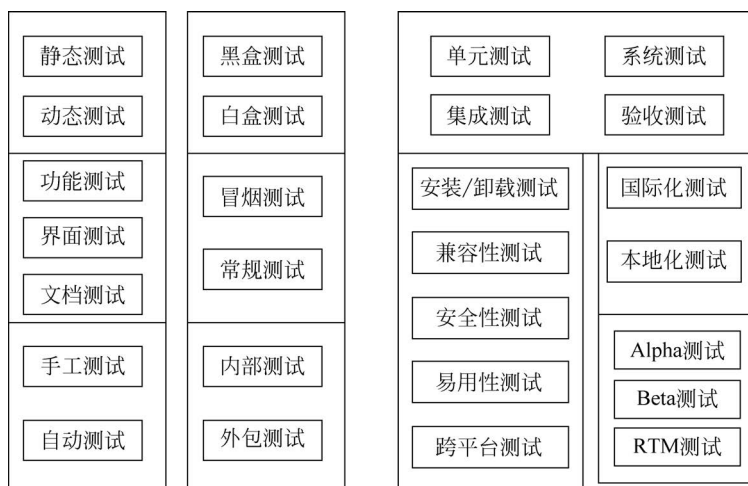 静态测试
动态测试
功能测试
界面测试
文档测试
手工测试
自动测试
黑盒测试
白盒测试
冒烟测试
常规测试
内部测试
外包测试
单元测试
系统测试
集成测试
验收测试
安装/卸载测试
兼容性测试
安全性测试
易用性测试
跨平台测试
国际化测试
本地化测试
Alpha测试
Beta测试
RTM测试